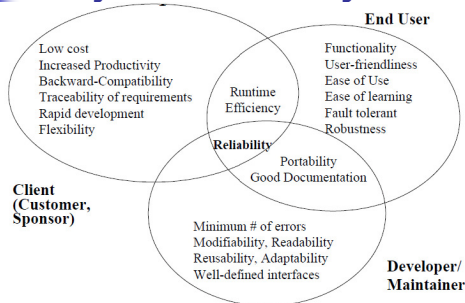 End User
Low cost
Increased Productivity
Backward-Compatibility
Traceability of requirements
Rapid development
Flexibility
Runtime
Efficiency
Functionality
User-friendliness
Ease of Use
Ease of learning
Fault tolerant
Robustness
Reliability
Portability
Good Documentation
Client
(Customer,
Sponsor)
Minimum # of errors
Modifiability, Readability
Reusability, Adaptability
Well-defined interfaces
Developer/
Maintainer